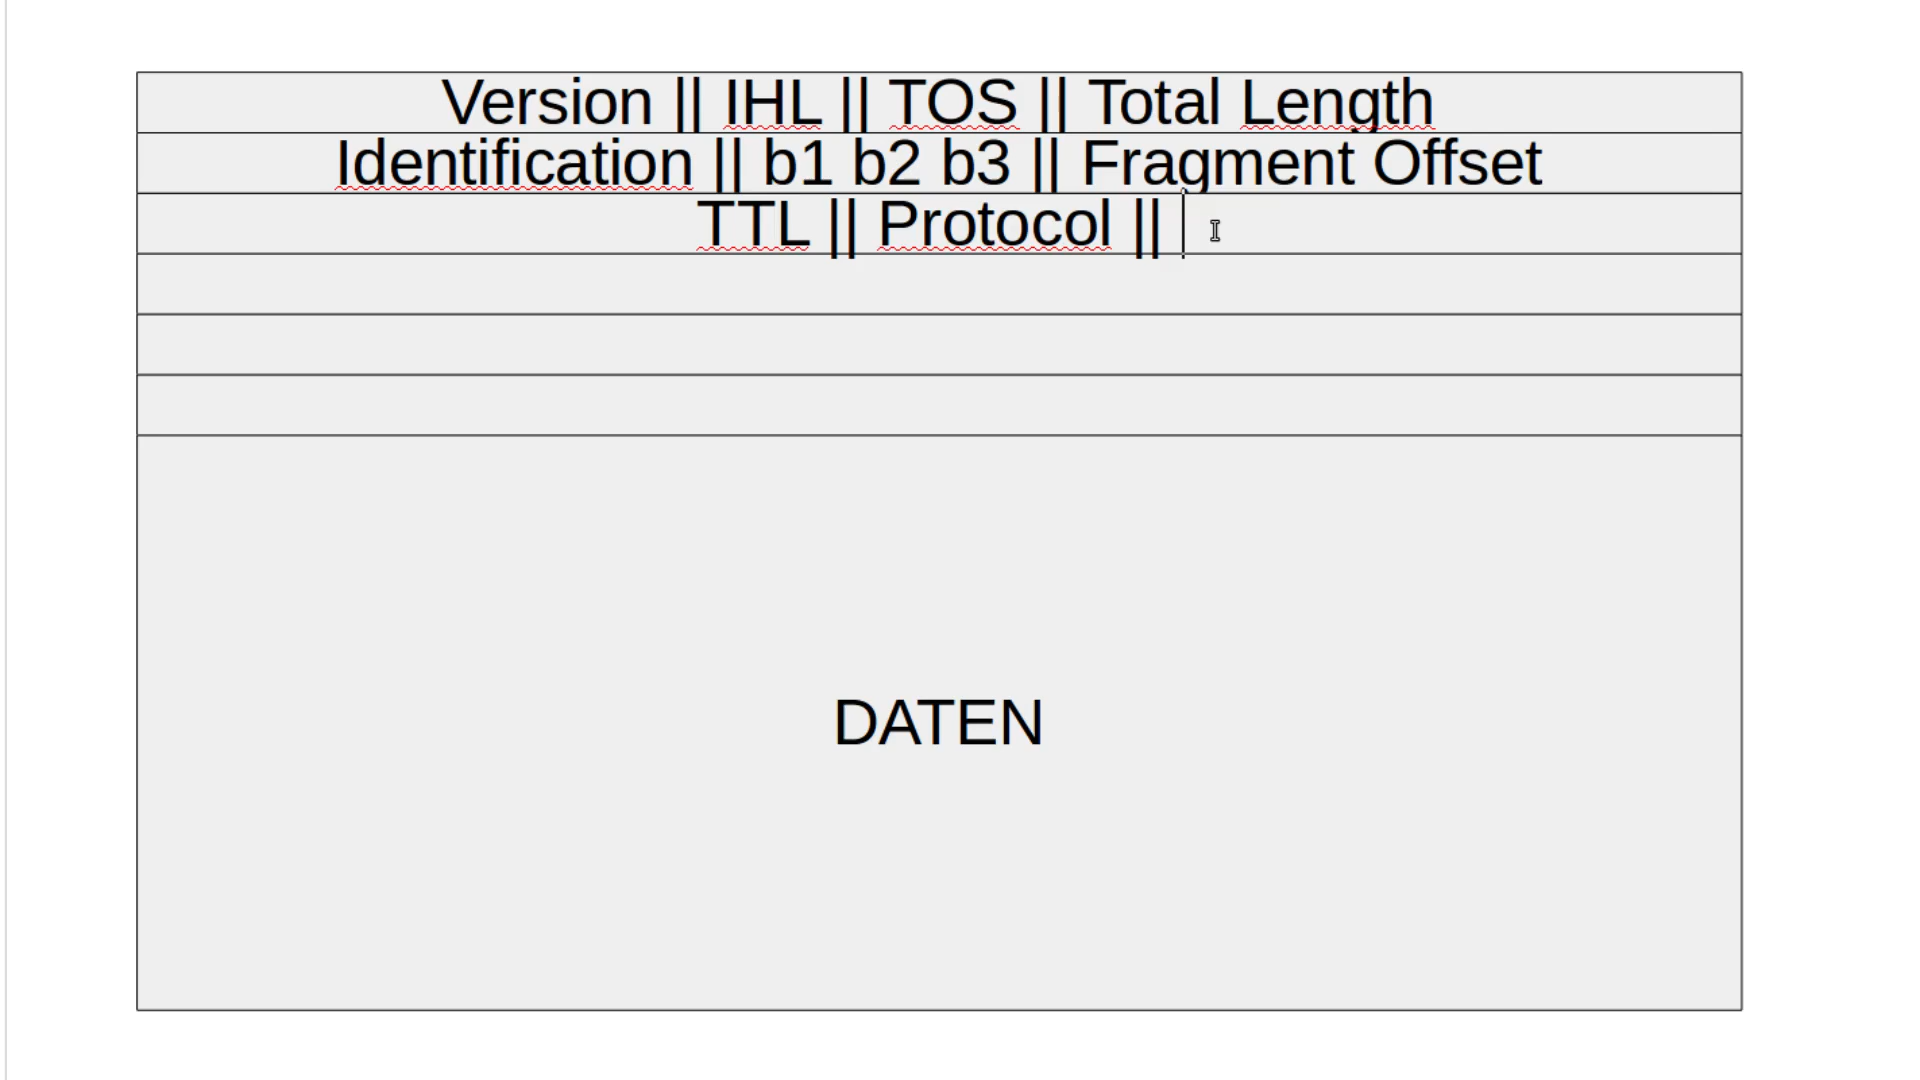 Version || IHL || TOS || Total Length
Identification || b1 b2 b3 || Fragment Offset
TTL || Protocol ||
DATEN